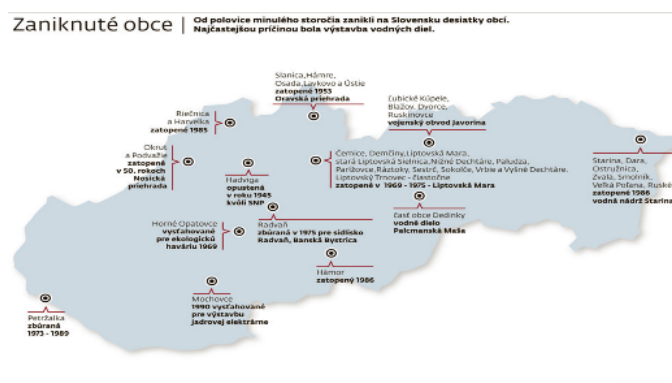 Zaniknuté obce
Od polovice minulého storočia zanikli na Slovensku desiatky obcí.
Najčastejšou príčinou bola výstavba vodných diel.
Slanica,Hámre,
Osada,Lavkovo a Ústie
zatopené 1953
Oravská priehrada
Riečnica
a Harvelka
zatopené 1985
Ľubické Kúpele,
Blažov, Dvorce,
Ruskinovce
vojenský obvod Javorina
Okrut
a Podvažie
zatopené
v 50. rokoch
Nosická
priehrada
Hadviga
opustená
v roku 1945
kvôli SNP
Černice, Demčiny,Liptovská Mara,
stará Liptovská Sielnica,Nižné Dechtáre, Paludza,
Parížovce,Ráztoky, Sestrč, Sokolče, Vrbie a Vyšné Dechtáre.
Liptovský Trnovec - čiastočne
zatopené v 1969 - 1975 - Liptovská Mara
Starina, Dara,
Ostružnica,
Zvala, Smolník,
Veľká Poľana, Ruské
zatopené 1986
vodná nádrž Starina
Horné Opatovce
vysťahované
pre ekologickú
haváriu 1969
Radvaň
zbúraná v 1975 pre sídlisko
Radvaň, Banská Bystrica
časť obce Dedinky
vodné dielo
Palcmanská Maša
Hámor
zatopený 1986
Mochovce
1990 vysťahované
pre výstavbu
jadrovej elektrárne
Petržalka
zbúraná
1973 - 1989